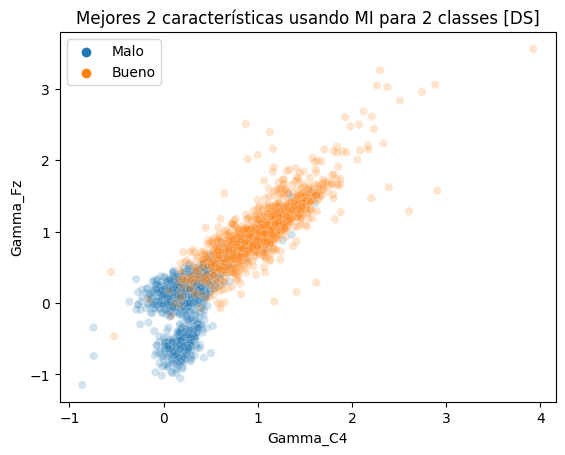 Mejores 2 características usando MI para 2 classes [DS]
Malo
Bueno
3
2
1
0
−1
Gamma_Fz
−1
0
1
2
3
4
Gamma_C4